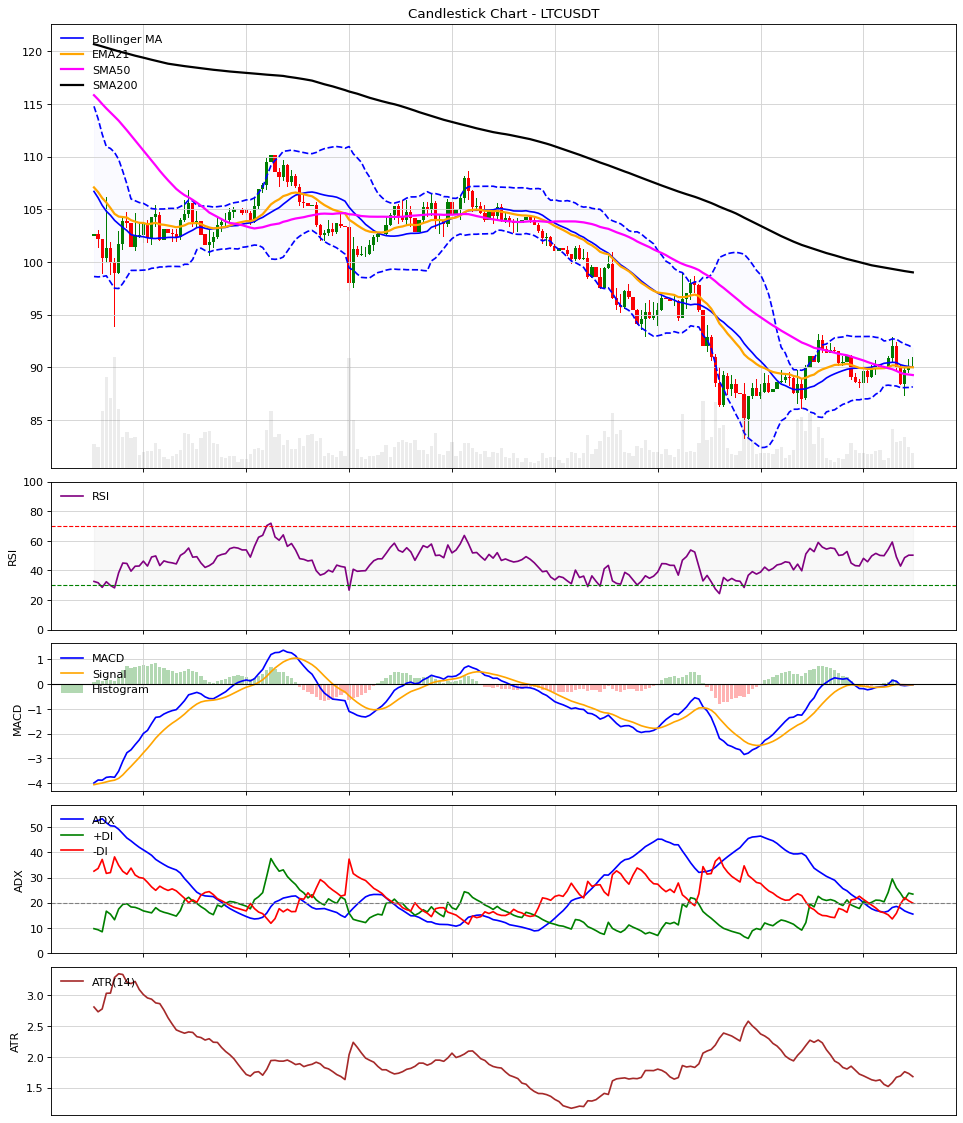 Candlestick Chart - LTCUSDT
Bollinger MA
EMA21
SMA50
SMA200
120
115
110
105
100
95
90
85
RSI
100
80
60
40
20
0
RSI
MACD
Signal
Histogram
1
0
−1
−2
−3
−4
MACD
ADX
+DI
-DI
50
40
30
20
10
0
ADX
ATR(14)
3.0
2.5
2.0
1.5
ATR